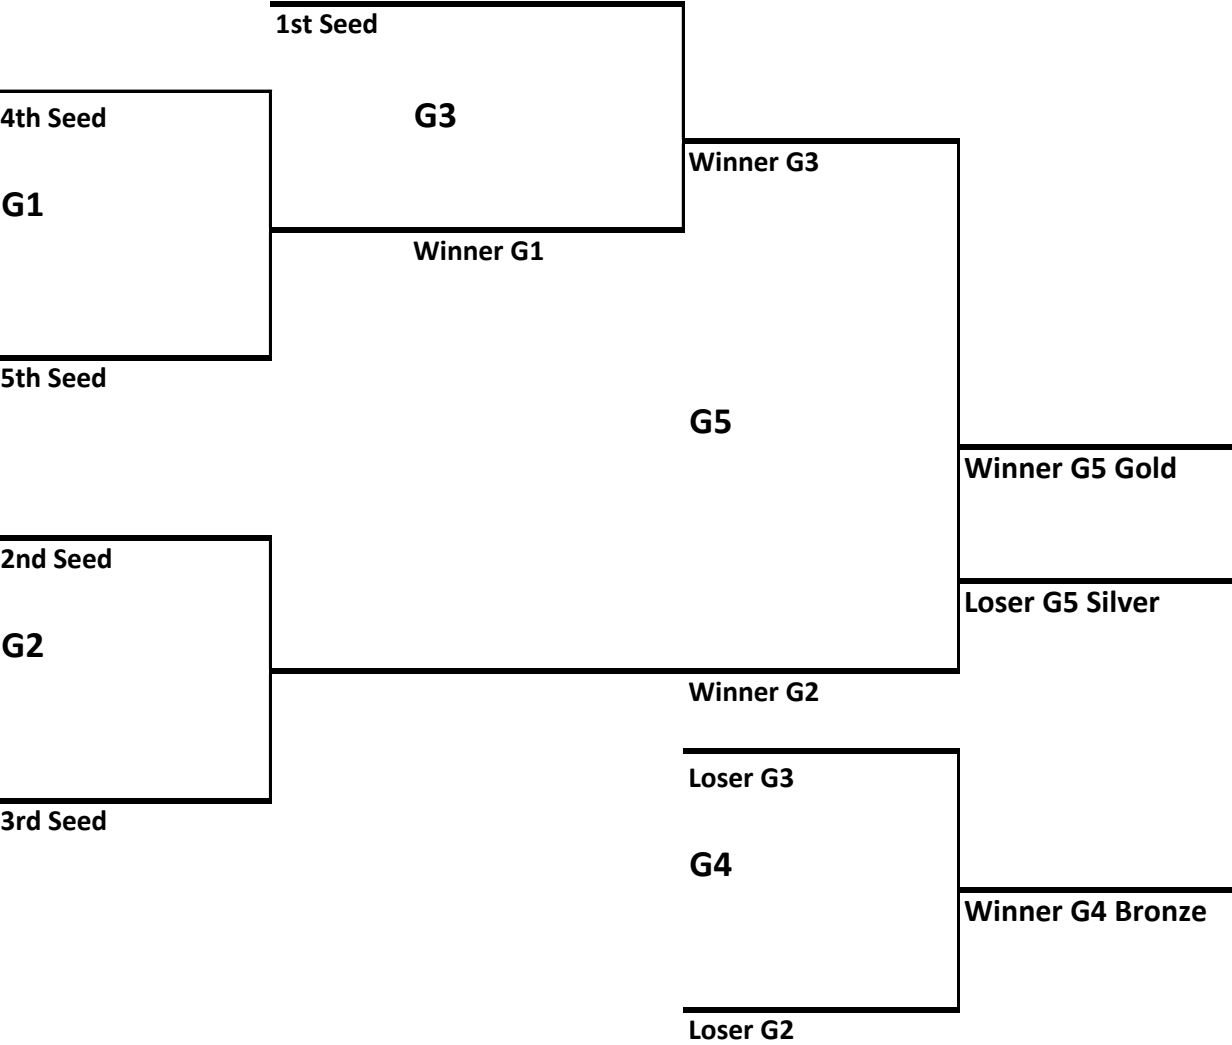 1st Seed
4th Seed
G3
Winner G3
G1
Winner G1
5th Seed
G5
Winner G5 Gold
2nd Seed
Loser G5 Silver
G2
Winner G2
Loser G3
3rd Seed
G4
Winner G4 Bronze
Loser G2